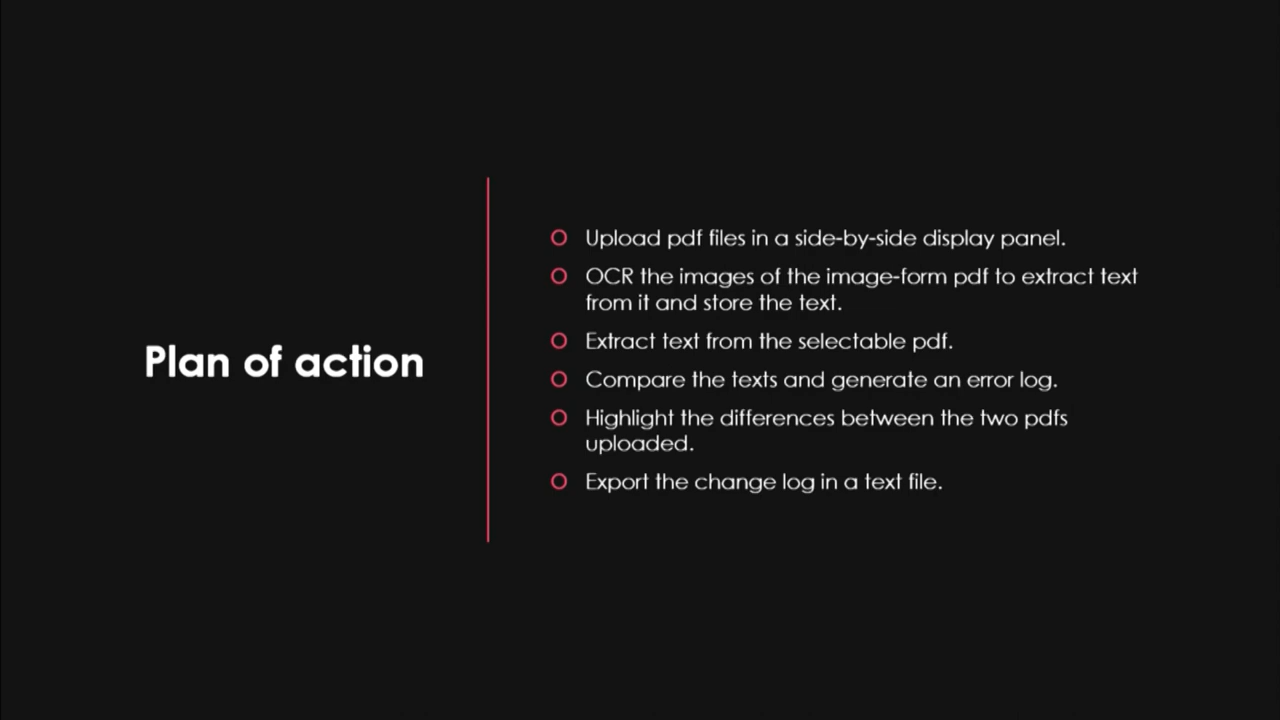 Plan of action
Upload pdf files in a side-by-side display panel.
OCR the images of the image-form pdf to extract text
from it and store the text.
Extract text from the selectable pdf.
Compare the texts and generate an error log.
Highlight the differences between the two pdfs
uploaded.
Export the change log in a text file.